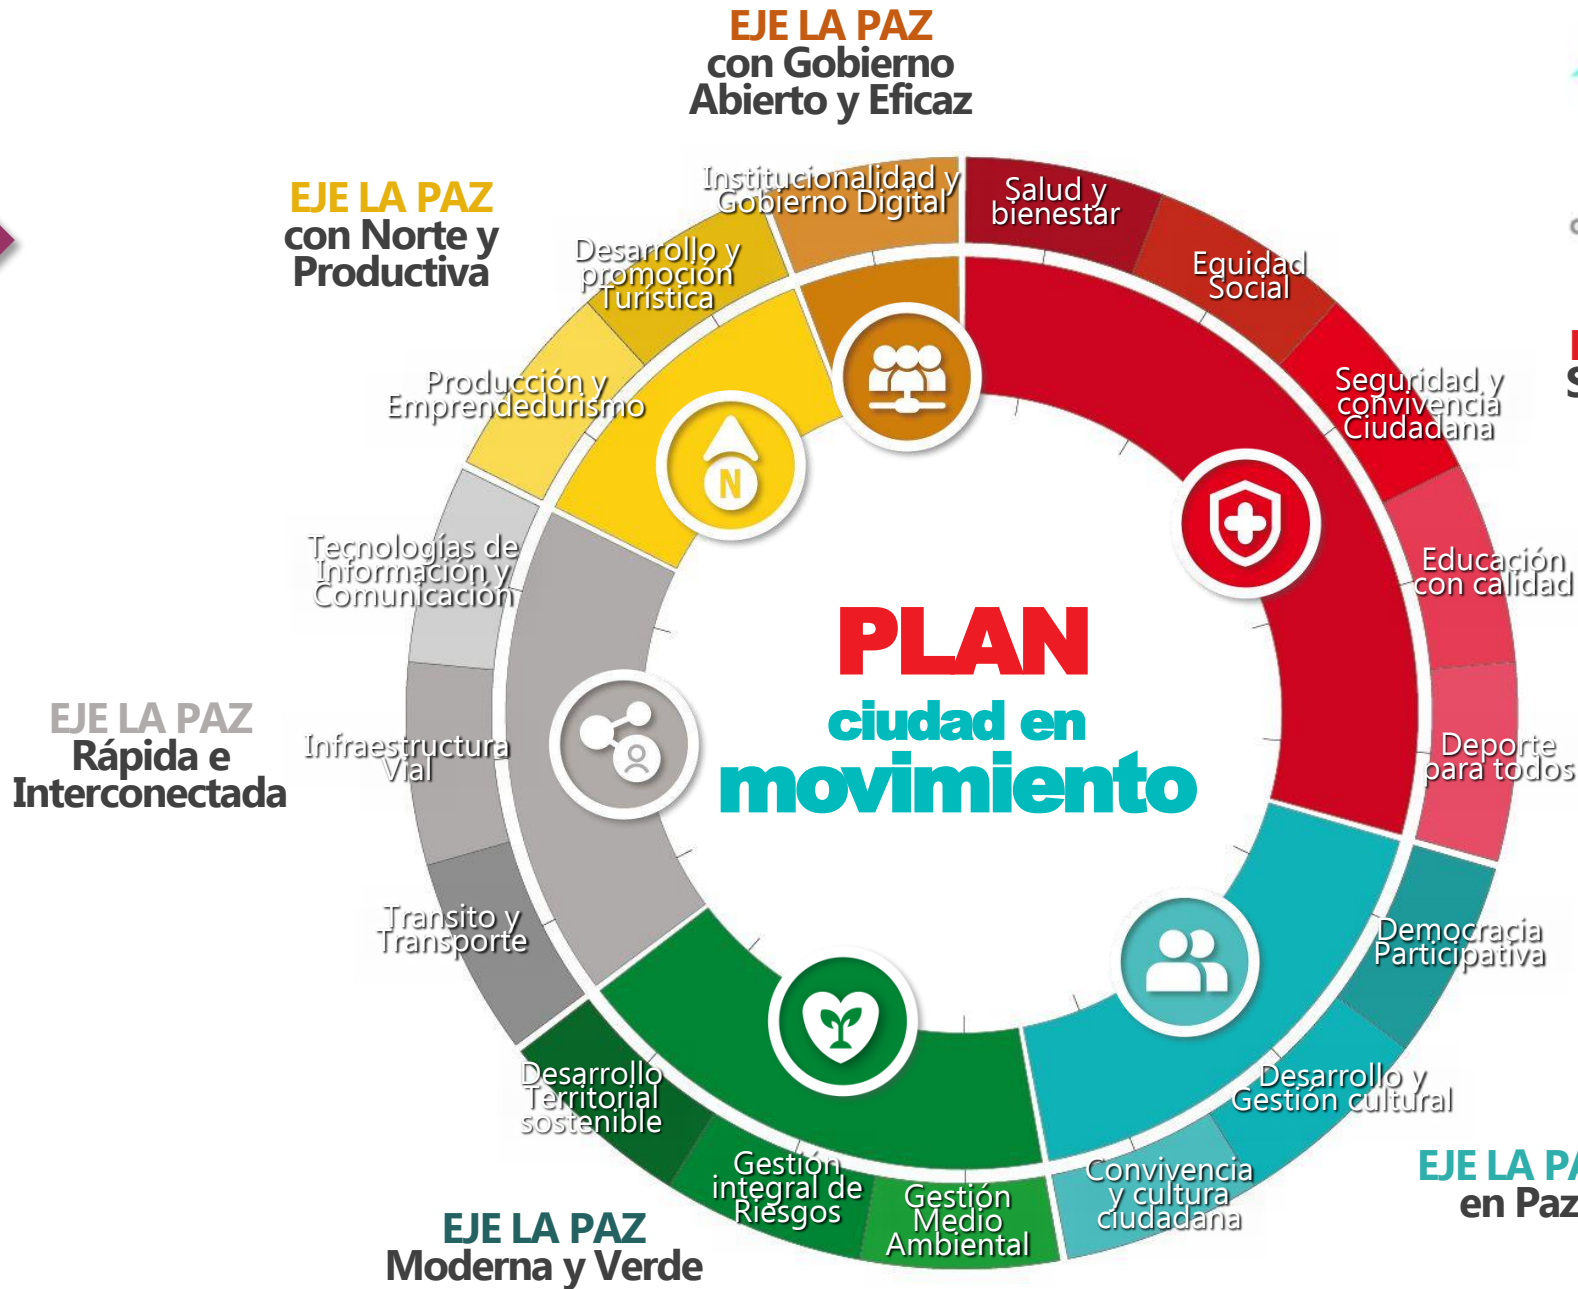 EJE LA PAZ
con Gobierno
Abierto y Eficaz
EJE LA PAZ
con Norte y
Productiva
Institucionalidad y
Gobierno Digital
Salud y
bienestar
Desarrollo y
promoción
Turística
Equidad
Social
Producción y
Emprendedurismo
Seguridad y
convivencia
Ciudadana
N
Tecnologías de
Información y
Comunicación
Educación
con calidad
PLAN
ciudad en
movimiento
EJE LA PAZ
Rápida e
Interconectada
Infraestructura
Vial
Deporte
para todos
Transito y
Transporte
Democracia
Participativa
Desarrollo
Territorial
sostenible
Desarrollo y
Gestión cultural
Gestión
integral de
Riesgos
Gestión
Medio
Ambiental
Convivencia
y cultura
ciudadana
EJE LA PA
en Paz
EJE LA PAZ
Moderna y Verde